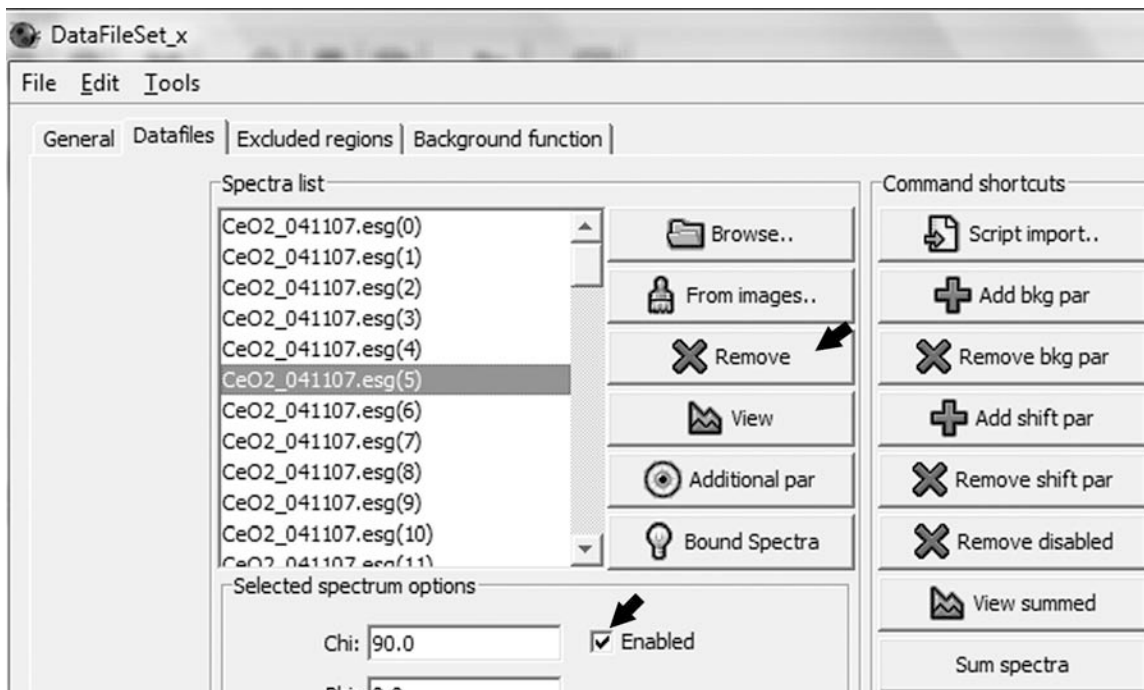 DataFileSet_x
File Edit Tools
General Datafiles Excluded regions Background function
Spectra list
CeO2_041107.esg(0)
CeO2_041107.esg(1)
CeO2_041107.esg(2)
CeO2_041107.esg(3)
CeO2_041107.esg(4)
CeO2_041107.esg(5)
CeO2_041107.esg(6)
CeO2_041107.esg(7)
CeO2_041107.esg(8)
CeO2_041107.esg(9)
CeO2_041107.esg(10)
CeO2_041107.esg(11)
Browse..
From images..
Remove
View
Additional par
Bound Spectra
Command shortcuts
Script import..
Add bkg par
Remove bkg par
Add shift par
Remove shift par
Remove disabled
View summed
Sum spectra
Selected spectrum options
Chi: 90.0
Enabled